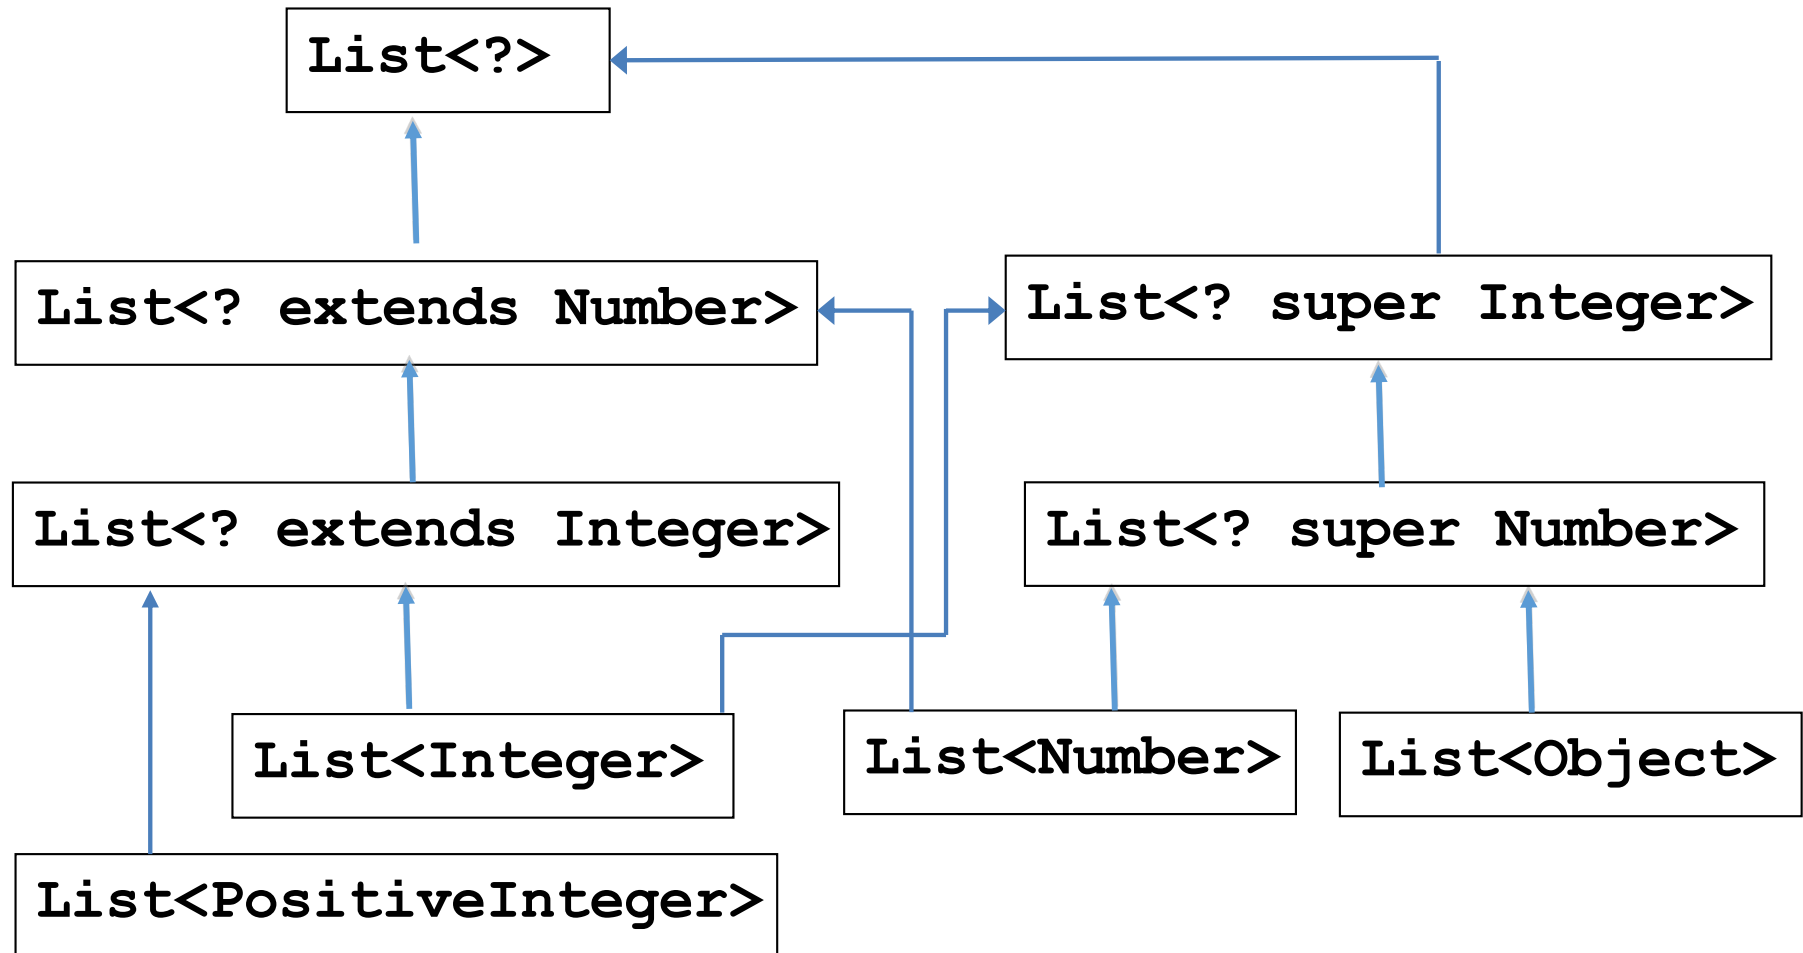 List<?>
List<? extends Number>
List<? super Integer>
List<? extends Integer>
List<? super Number>
List<Integer>
List<Number>
List<Object>
List<PositiveInteger>